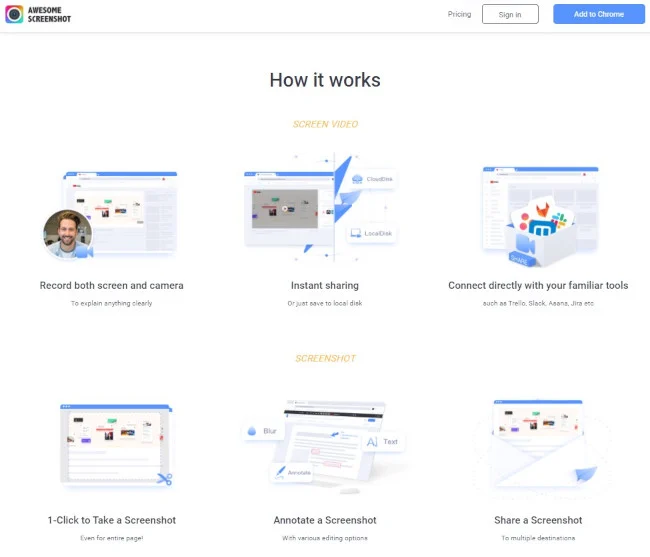 AWESOME
SCREENSHOT
Pricing
Sign in
Add to Chrome
How it works
SCREEN VIDEO
CloudDisk
LocalDisk
SHARE
Record both screen and camera
Instant sharing
Connect directly with your familiar tools
To explain anything clearly
Or just save to local disk
such as Trello, Slack, Asana, Jira etc
SCREENSHOT
Blur
Text
Annotate
1-Click to Take a Screenshot
Annotate a Screenshot
Share a Screenshot
Even for entire page!
With various editing options
To multiple destinations